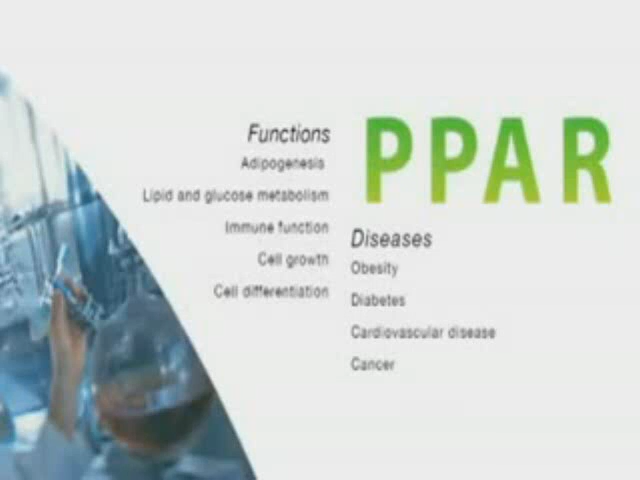 PPAR
Functions
Adipogenesis
Lipid and glucose metabolism
Immune function
Cell growth
Cell differentiation
Diseases
Obesity
Diabetes
Cardiovascular disease
Cancer